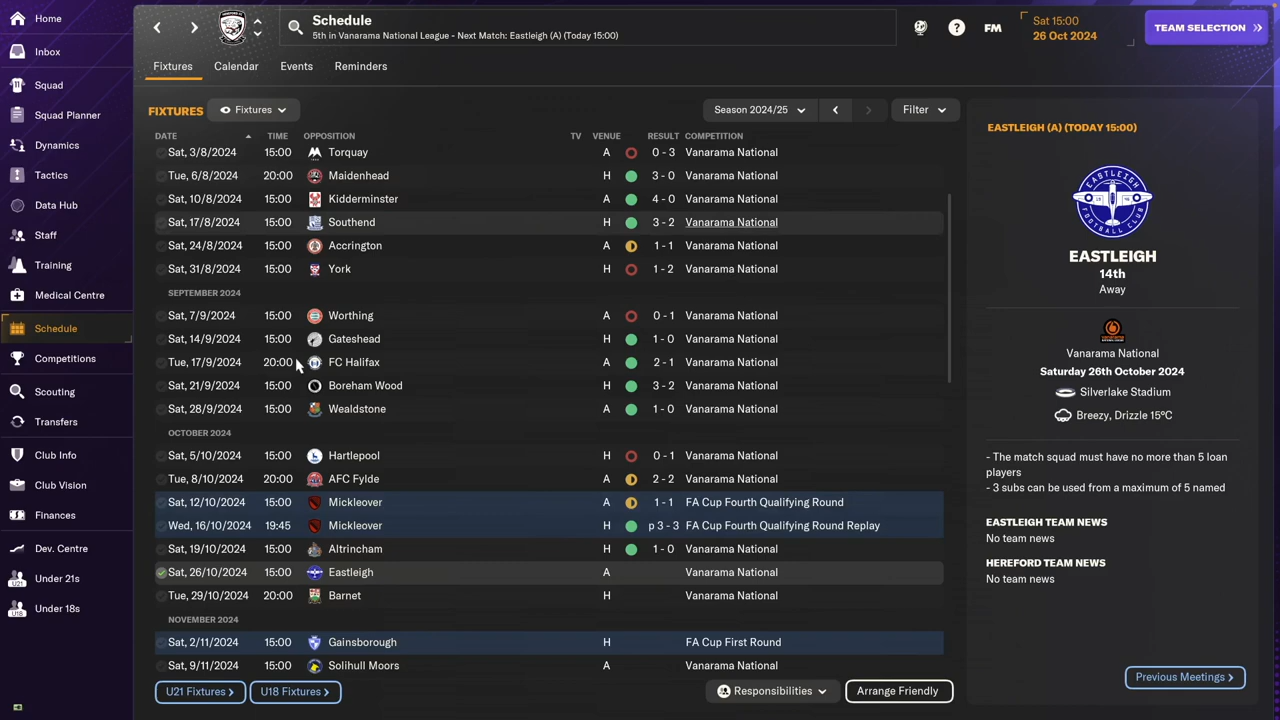 Home
Inbox
Squad
Squad Planner
Dynamics
Tactics
Data Hub
Staff
Training
Medical Centre
Schedule
Competitions
Scouting
Transfers
Club Info
Club Vision
Finances
Dev. Centre
Under 21s
Under 18s
Schedule
5th in Vanarama National League - Next Match: Eastleigh (A) (Today 15:00)
FM
Sat 15:00
26 Oct 2024
TEAM SELECTION
Fixtures Calendar Events Reminders
FIXTURES Fixtures Season 2024/25 Filter
DATE TIME OPPOSITION TV VENUE RESULT COMPETITION
Sat, 3/8/2024 15:00 Torquay A 0 - 3 Vanarama National
Tue, 6/8/2024 20:00 Maidenhead H 3 - 0 Vanarama National
Sat, 10/8/2024 15:00 Kidderminster A 4 - 0 Vanarama National
Sat, 17/8/2024 15:00 Southend H 3 - 2 Vanarama National
Sat, 24/8/2024 15:00 Accrington A 1 - 1 Vanarama National
Sat, 31/8/2024 15:00 York H 1 - 2 Vanarama National
SEPTEMBER 2024
Sat, 7/9/2024 15:00 Worthing A 0 - 1 Vanarama National
Sat, 14/9/2024 15:00 Gateshead H 1 - 0 Vanarama National
Tue, 17/9/2024 20:00 FC Halifax A 2 - 1 Vanarama National
Sat, 21/9/2024 15:00 Boreham Wood H 3 - 2 Vanarama National
Sat, 28/9/2024 15:00 Wealdstone A 1 - 0 Vanarama National
OCTOBER 2024
Sat, 5/10/2024 15:00 Hartlepool H 0 - 1 Vanarama National
Tue, 8/10/2024 20:00 AFC Fylde A 2 - 2 Vanarama National
Sat, 12/10/2024 15:00 Mickleover A 1 - 1 FA Cup Fourth Qualifying Round
Wed, 16/10/2024 19:45 Mickleover H p 3 - 3 FA Cup Fourth Qualifying Round Replay
Sat, 19/10/2024 15:00 Altrincham H 1 - 0 Vanarama National
Sat, 26/10/2024 15:00 Eastleigh A Vanarama National
Tue, 29/10/2024 20:00 Barnet H Vanarama National
NOVEMBER 2024
Sat, 2/11/2024 15:00 Gainsborough H FA Cup First Round
Sat, 9/11/2024 15:00 Solihull Moors A Vanarama National
U21 Fixtures > U18 Fixtures > Responsibilities Arrange Friendly
EASTLEIGH (A) (TODAY 15:00)
EASTLEIGH
FOOTBALL CLUB
EASTLEIGH
14th
Away
Vanarama National
Saturday 26th October 2024
Silverlake Stadium
Breezy, Drizzle 15°C
- The match squad must have no more than 5 loan
players
- 3 subs can be used from a maximum of 5 named
EASTLEIGH TEAM NEWS
No team news
HEREFORD TEAM NEWS
No team news
Previous Meetings >